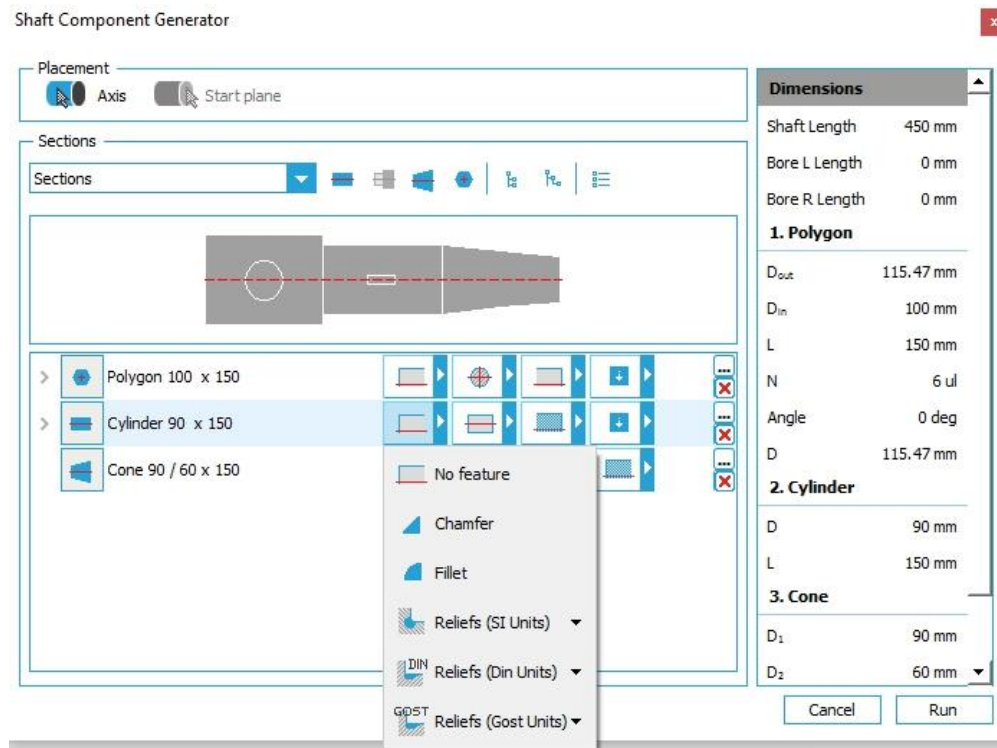 Shaft Component Generator
x
Placement
Axis
Start plane
Sections
Sections
Polygon 100 x 150
...
Cylinder 90 x 150
...
Cone 90 / 60 x 150
...
No feature
Chamfer
Fillet
Reliefs (SI Units)
DIN Reliefs (Din Units)
GOST Reliefs (Gost Units)
Dimensions
Shaft Length 450 mm
Bore L Length 0 mm
Bore R Length 0 mm
1. Polygon
Dout 115.47 mm
Din 100 mm
L 150 mm
N 6 ul
Angle 0 deg
D 115.47 mm
2. Cylinder
D 90 mm
L 150 mm
3. Cone
D1 90 mm
D2 60 mm
Cancel
Run